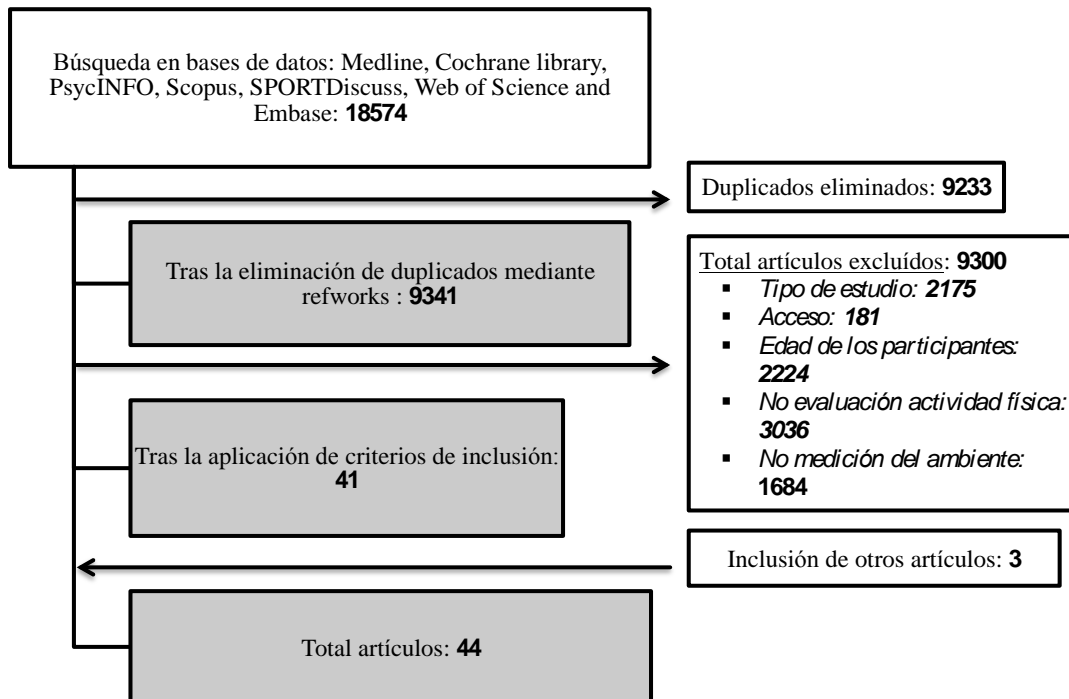 Búsqueda en bases de datos: Medline, Cochrane library,
PsycINFO, Scopus, SPORTDiscuss, Web of Science and
Embase: 18574
Duplicados eliminados: 9233
Tras la eliminación de duplicados mediante
refworks : 9341
Total artículos excluídos: 9300
▪ Tipo de estudio: 2175
▪ Acceso: 181
▪ Edad de los participantes:
2224
▪ No evaluación actividad física:
3036
▪ No medición del ambiente:
1684
Tras la aplicación de criterios de inclusión:
41
Inclusión de otros artículos: 3
Total artículos: 44